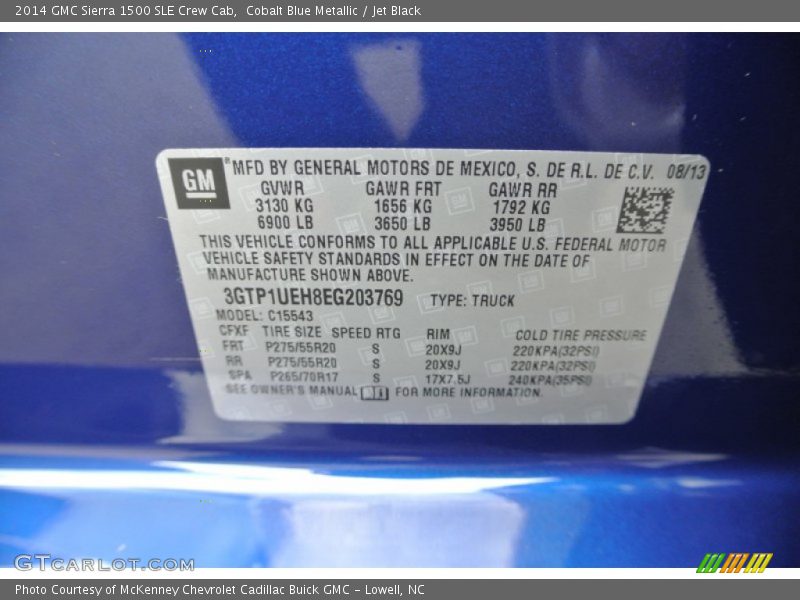 2014 GMC Sierra 1500 SLE Crew Cab,  Cobalt Blue Metallic / Jet Black
GM ® MFD BY GENERAL MOTORS DE MEXICO, S. DE R.L. DE C.V. 08/13
GVWR GAWR FRT GAWR RR
3130 KG 1656 KG 1792 KG
6900 LB 3650 LB 3950 LB
THIS VEHICLE CONFORMS TO ALL APPLICABLE U.S. FEDERAL MOTOR
VEHICLE SAFETY STANDARDS IN EFFECT ON THE DATE OF
MANUFACTURE SHOWN ABOVE.
3GTP1UEH8EG203769 TYPE: TRUCK
MODEL: C15543
CFXF TIRE SIZE SPEED RTG RIM COLD TIRE PRESSURE
FRT P275/55R20 S 20X9J 220KPA(32PSI)
RR P275/55R20 S 20X9J 220KPA(32PSI)
SPA P265/70R17 S 17X7.5J 240KPA(35PSI)
SEE OWNER'S MANUAL FOR MORE INFORMATION.
GTCARLOT.COM
Photo Courtesy of McKenney Chevrolet Cadillac Buick GMC – Lowell, NC